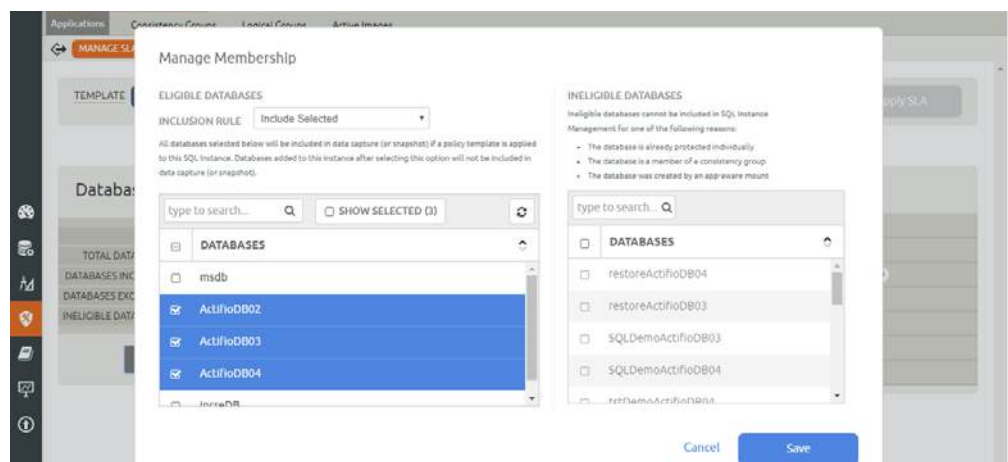 Applications Consistency Groups Logical Groups Active Images
MANAGE SLA
Manage Membership
TEMPLATE
ELIGIBLE DATABASES
INCLUSION RULE Include Selected
All databases selected below will be included in data capture (or snapshot) if a policy template is applied
to this SQL Instance. Databases added to this instance after selecting this option will not be included in
data capture (or snapshot).
type to search... SHOW SELECTED (3)
DATABASES
msdb
ActifioDB02
ActifioDB03
ActifioDB04
IncreDB
INELIGIBLE DATABASES
Ineligible databases cannot be included in SQL Instance
Management for one of the following reasons:
The database is already protected individually
The database is a member of a consistency group
The database was created by an app-aware mount
type to search...
DATABASES
restoreActifioDB04
restoreActifioDB03
SQLDemoActifioDB03
SQLDemoActifioDB04
Apply SLA
Databas
TOTAL DATA
DATABASES INC
DATABASES EXC
INELIGIBLE DATA
Cancel Save